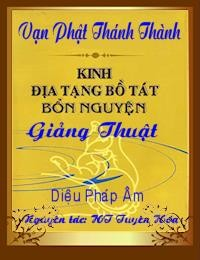 Vạn Phật Thánh Thành
KINH
ĐỊA TẠNG BỒ TÁT
BỔN NGUYỆN
Giảng Thuật
Diệu Pháp Âm
Nguyên tác: HT Tuyên Hóa